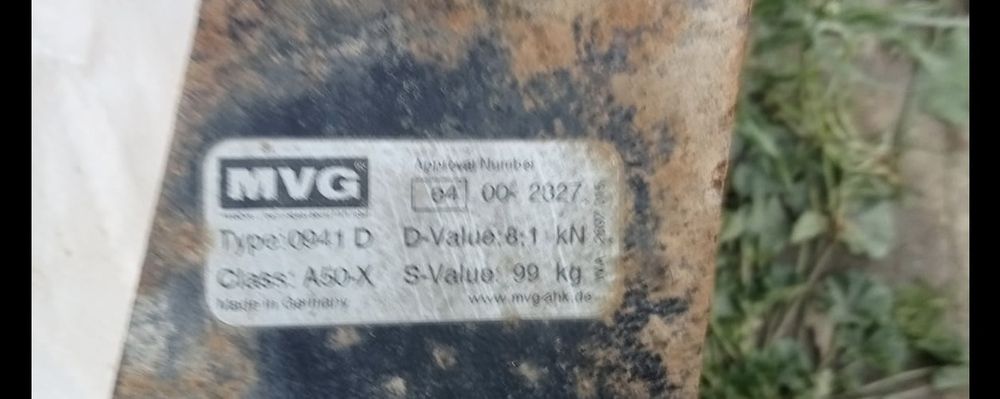 MVG
Approval Number
04 00-2027
Type: 0941 D D-Value: 8,1 kN
Class: A50-X S-Value: 99 kg
Made in Germany www.mvg-ahk.de